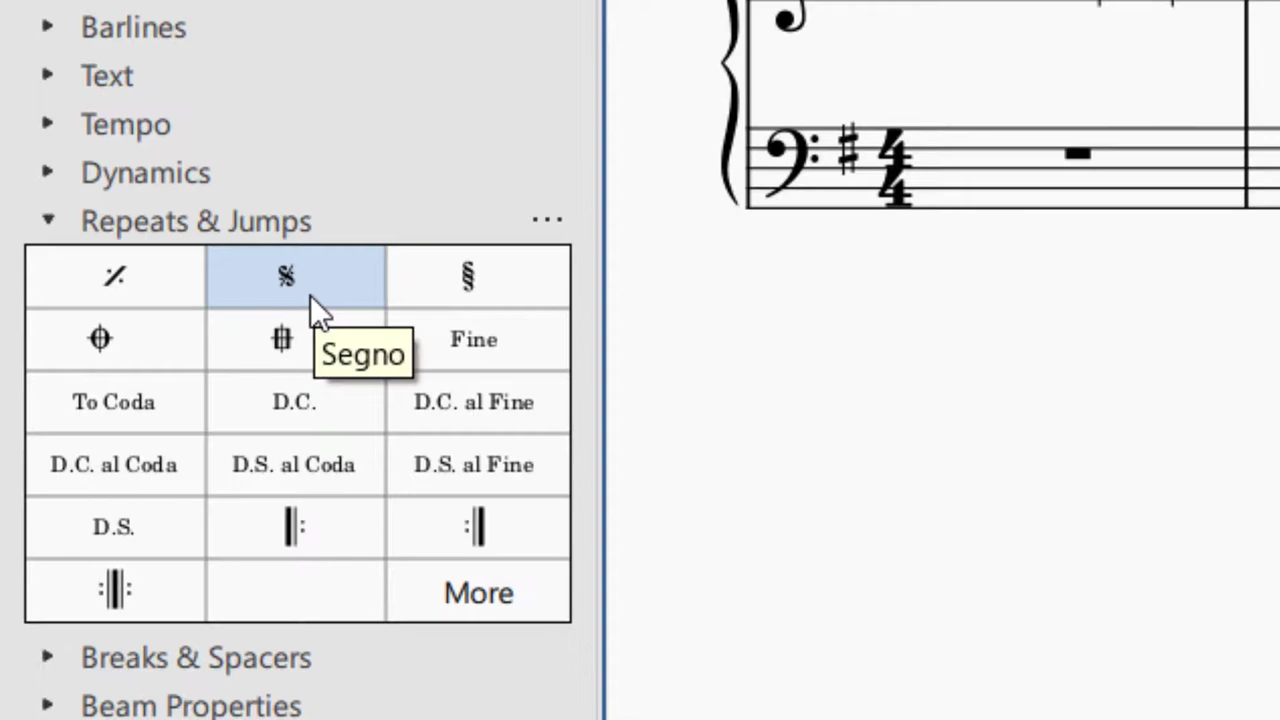 Barlines
Text
Tempo
Dynamics
Repeats & Jumps ...
Segno
Fine
To Coda D.C. D.C. al Fine
D.C. al Coda D.S. al Coda D.S. al Fine
D.S.
More
Breaks & Spacers
Beam Properties